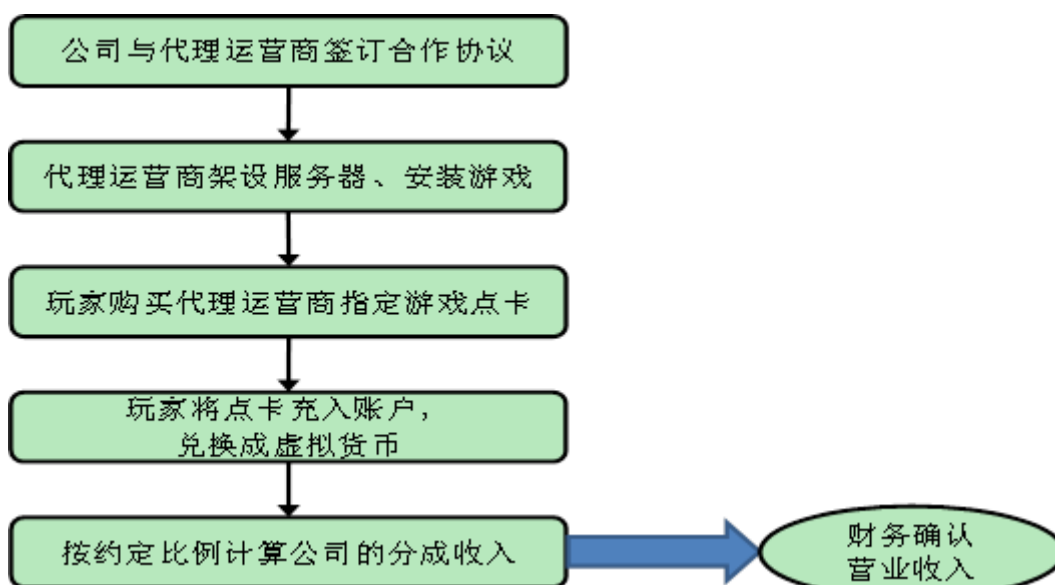 公司与代理运营商签订合作协议
代理运营商架设服务器、安装游戏
玩家购买代理运营商指定游戏点卡
玩家将点卡充入账户，
兑换成虚拟货币
按约定比例计算公司的分成收入
财务确认
营业收入